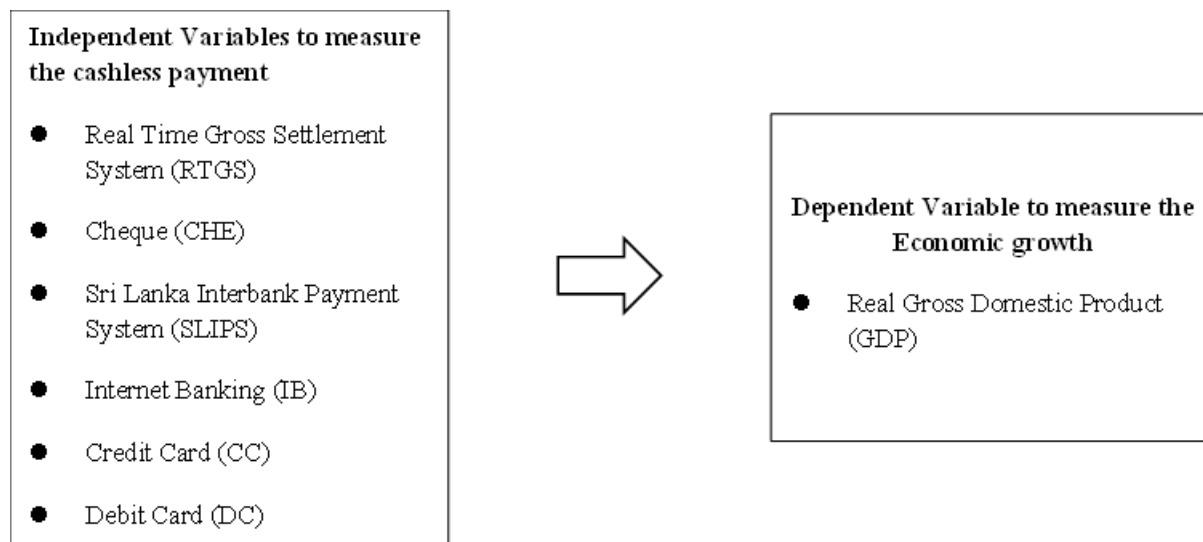 Independent Variables to measure
the cashless payment
● Real Time Gross Settlement
System (RTGS)
● Cheque (CHE)
● Sri Lanka Interbank Payment
System (SLIPS)
● Internet Banking (IB)
● Credit Card (CC)
● Debit Card (DC)
Dependent Variable to measure the
Economic growth
● Real Gross Domestic Product
(GDP)